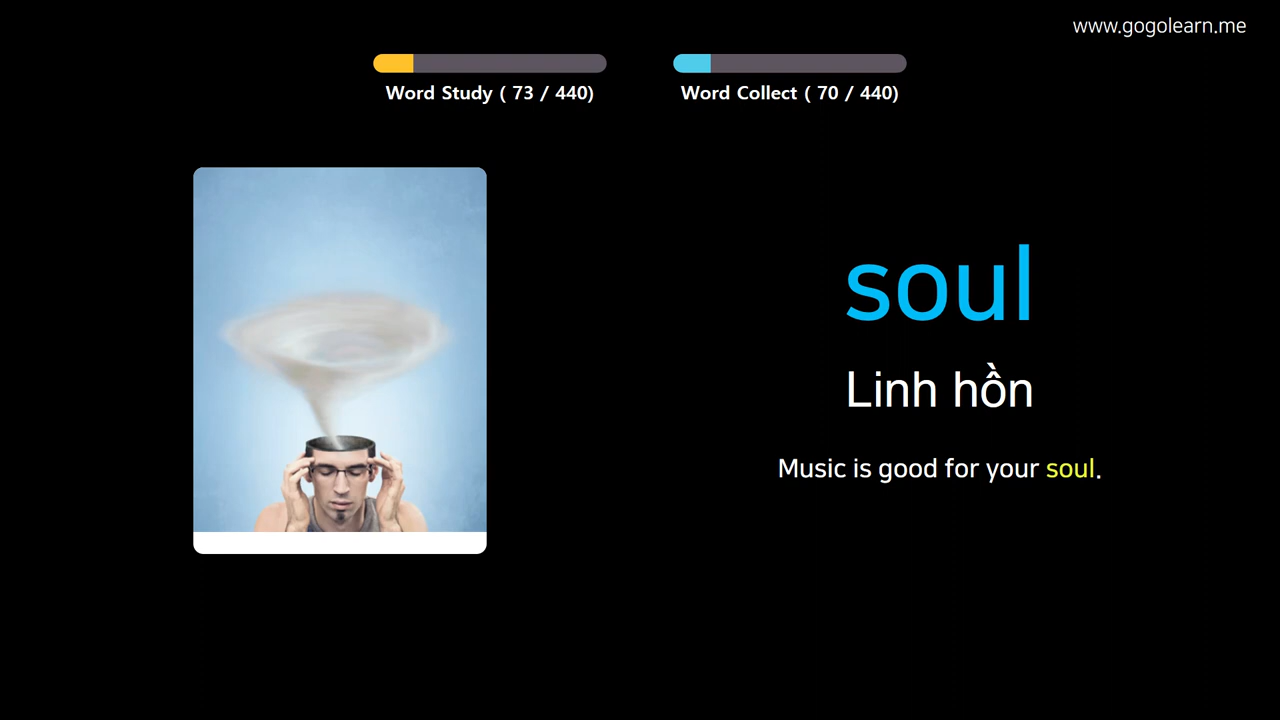 www.gogolearn.me
Word Study ( 73 / 440)
Word Collect ( 70 / 440)
soul
Linh hồn
Music is good for your soul.